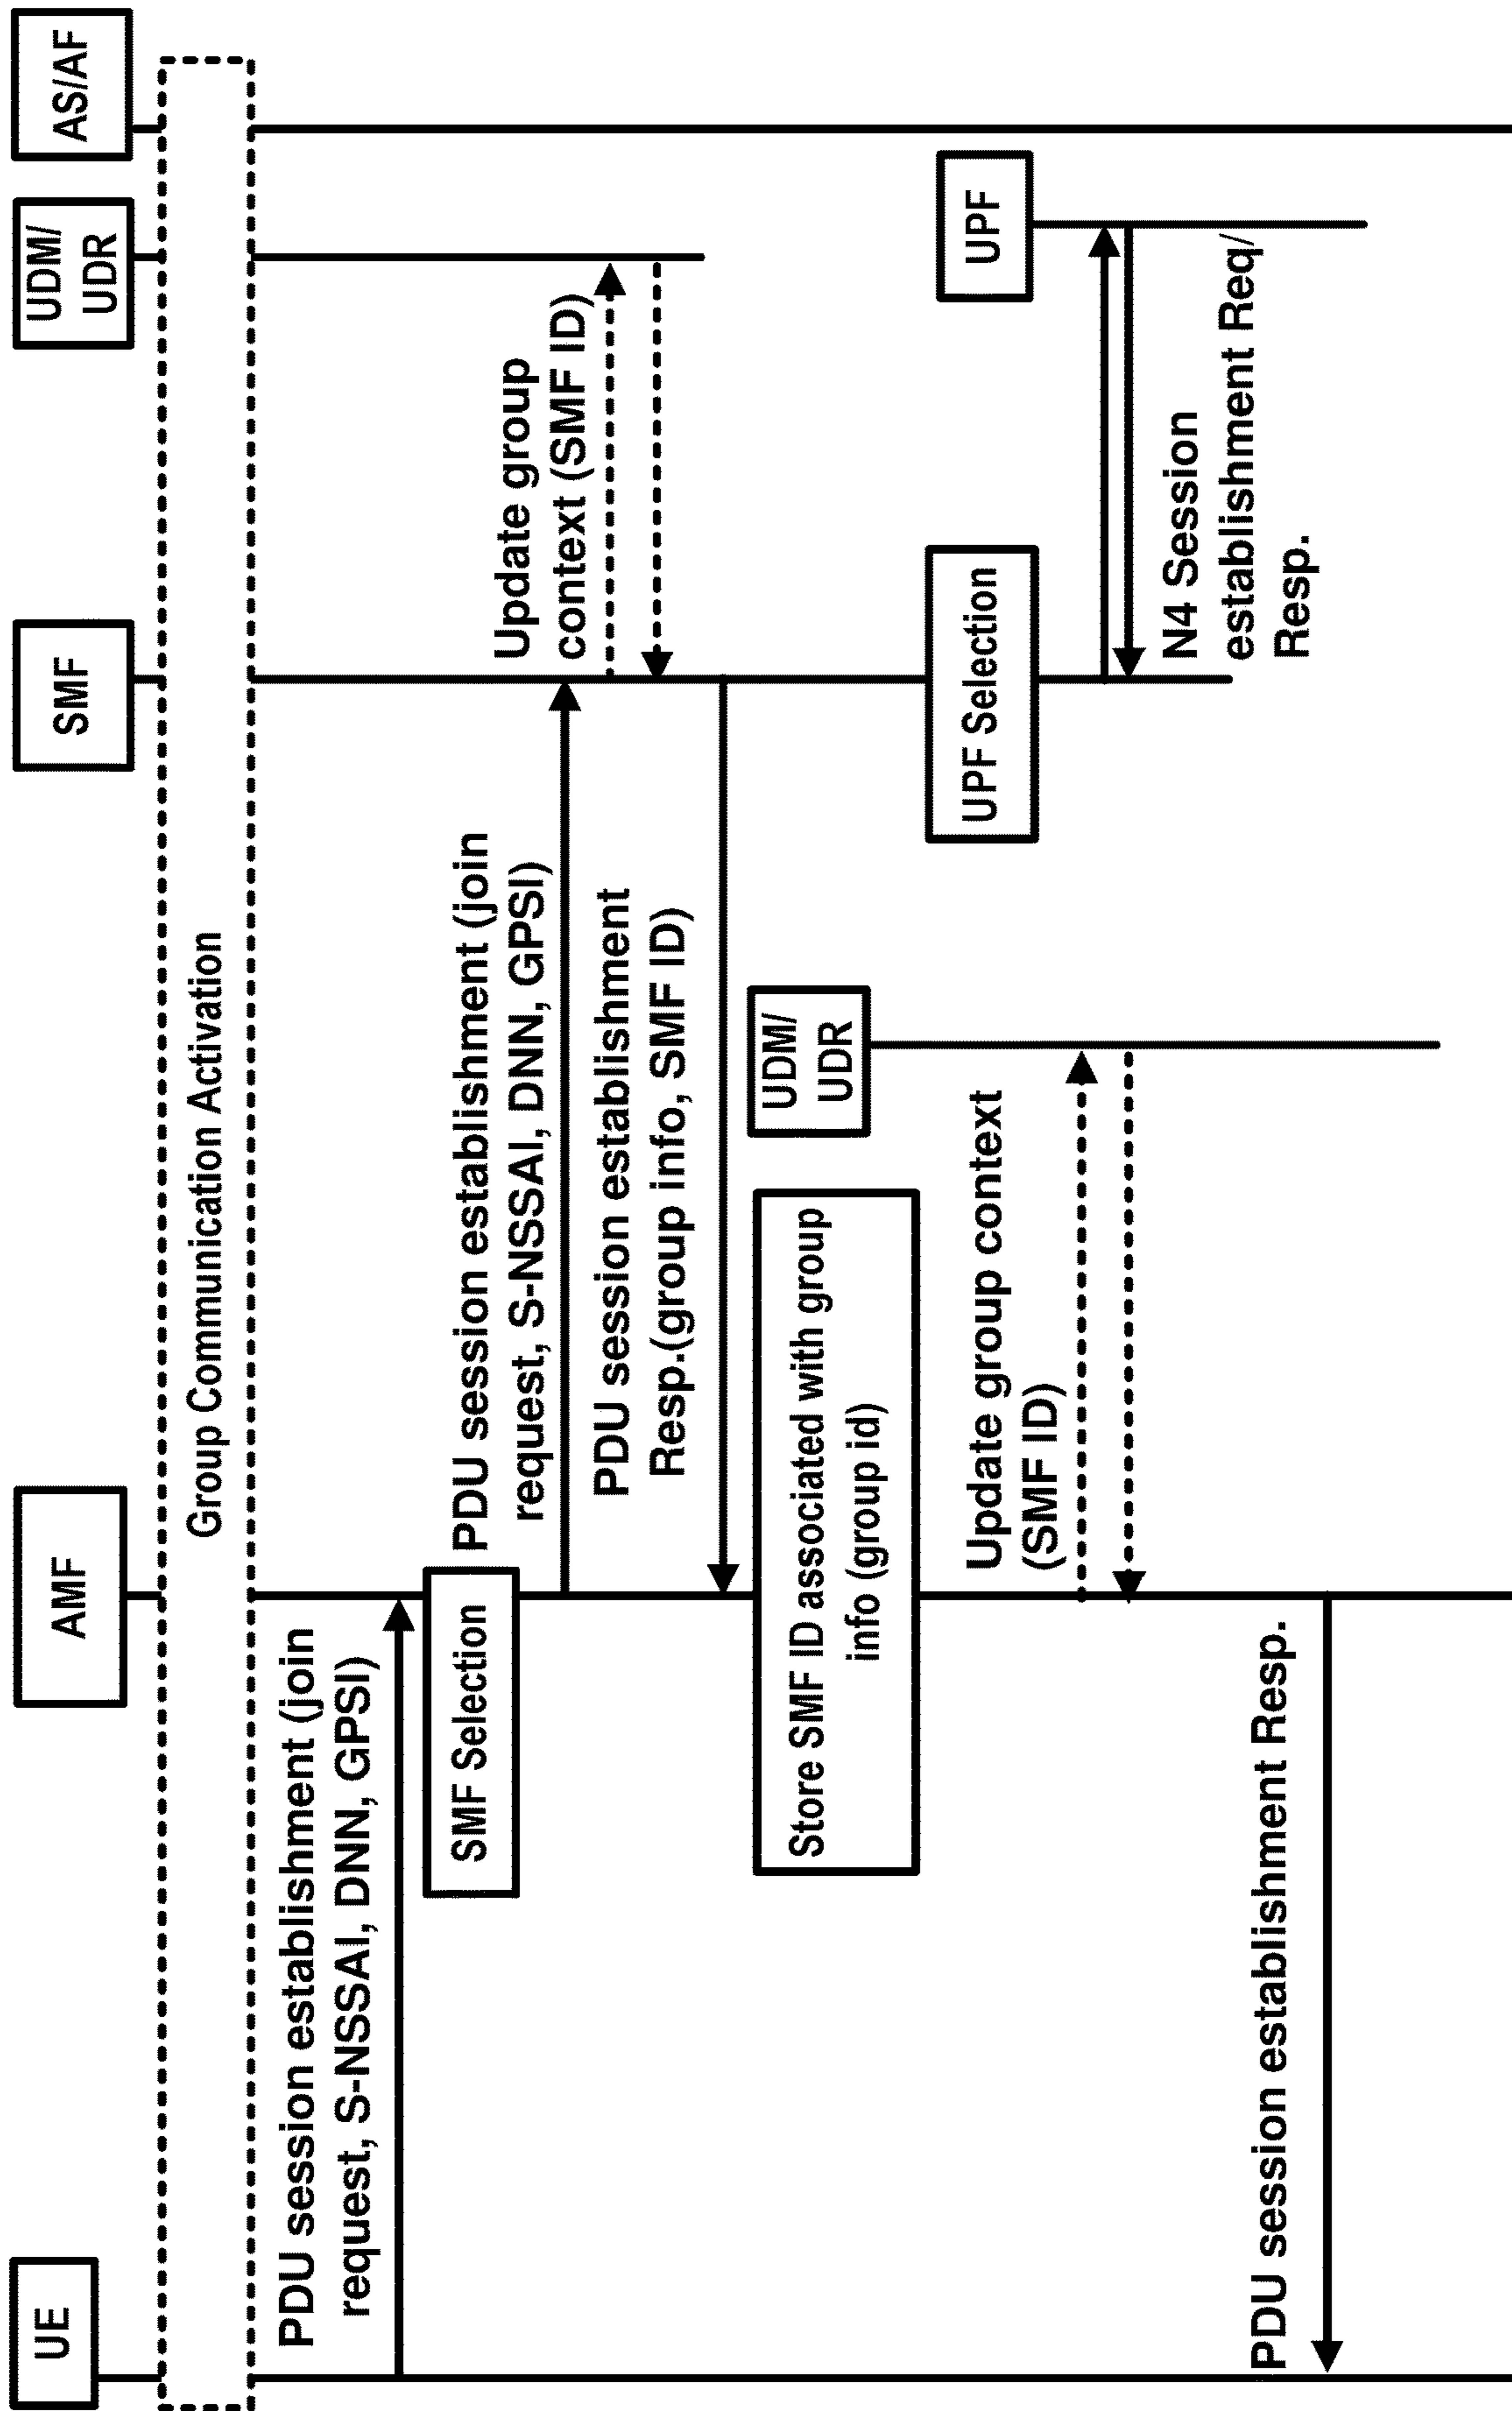 UE
AMF
SMF
UDM/
UDR
AS/AF
Group Communication Activation
PDU session establishment (join
request, S-NSSAI, DNN, GPSI)
SMF Selection
PDU session establishment (join
request, S-NSSAI, DNN, GPSI)
Update group
context (SMF ID)
PDU session establishment
Resp.(group info, SMF ID)
Store SMF ID associated with group
info (group id)
UDM/
UDR
UPF Selection
UPF
Update group context
(SMF ID)
N4 Session
establishment Req/
Resp.
PDU session establishment Resp.